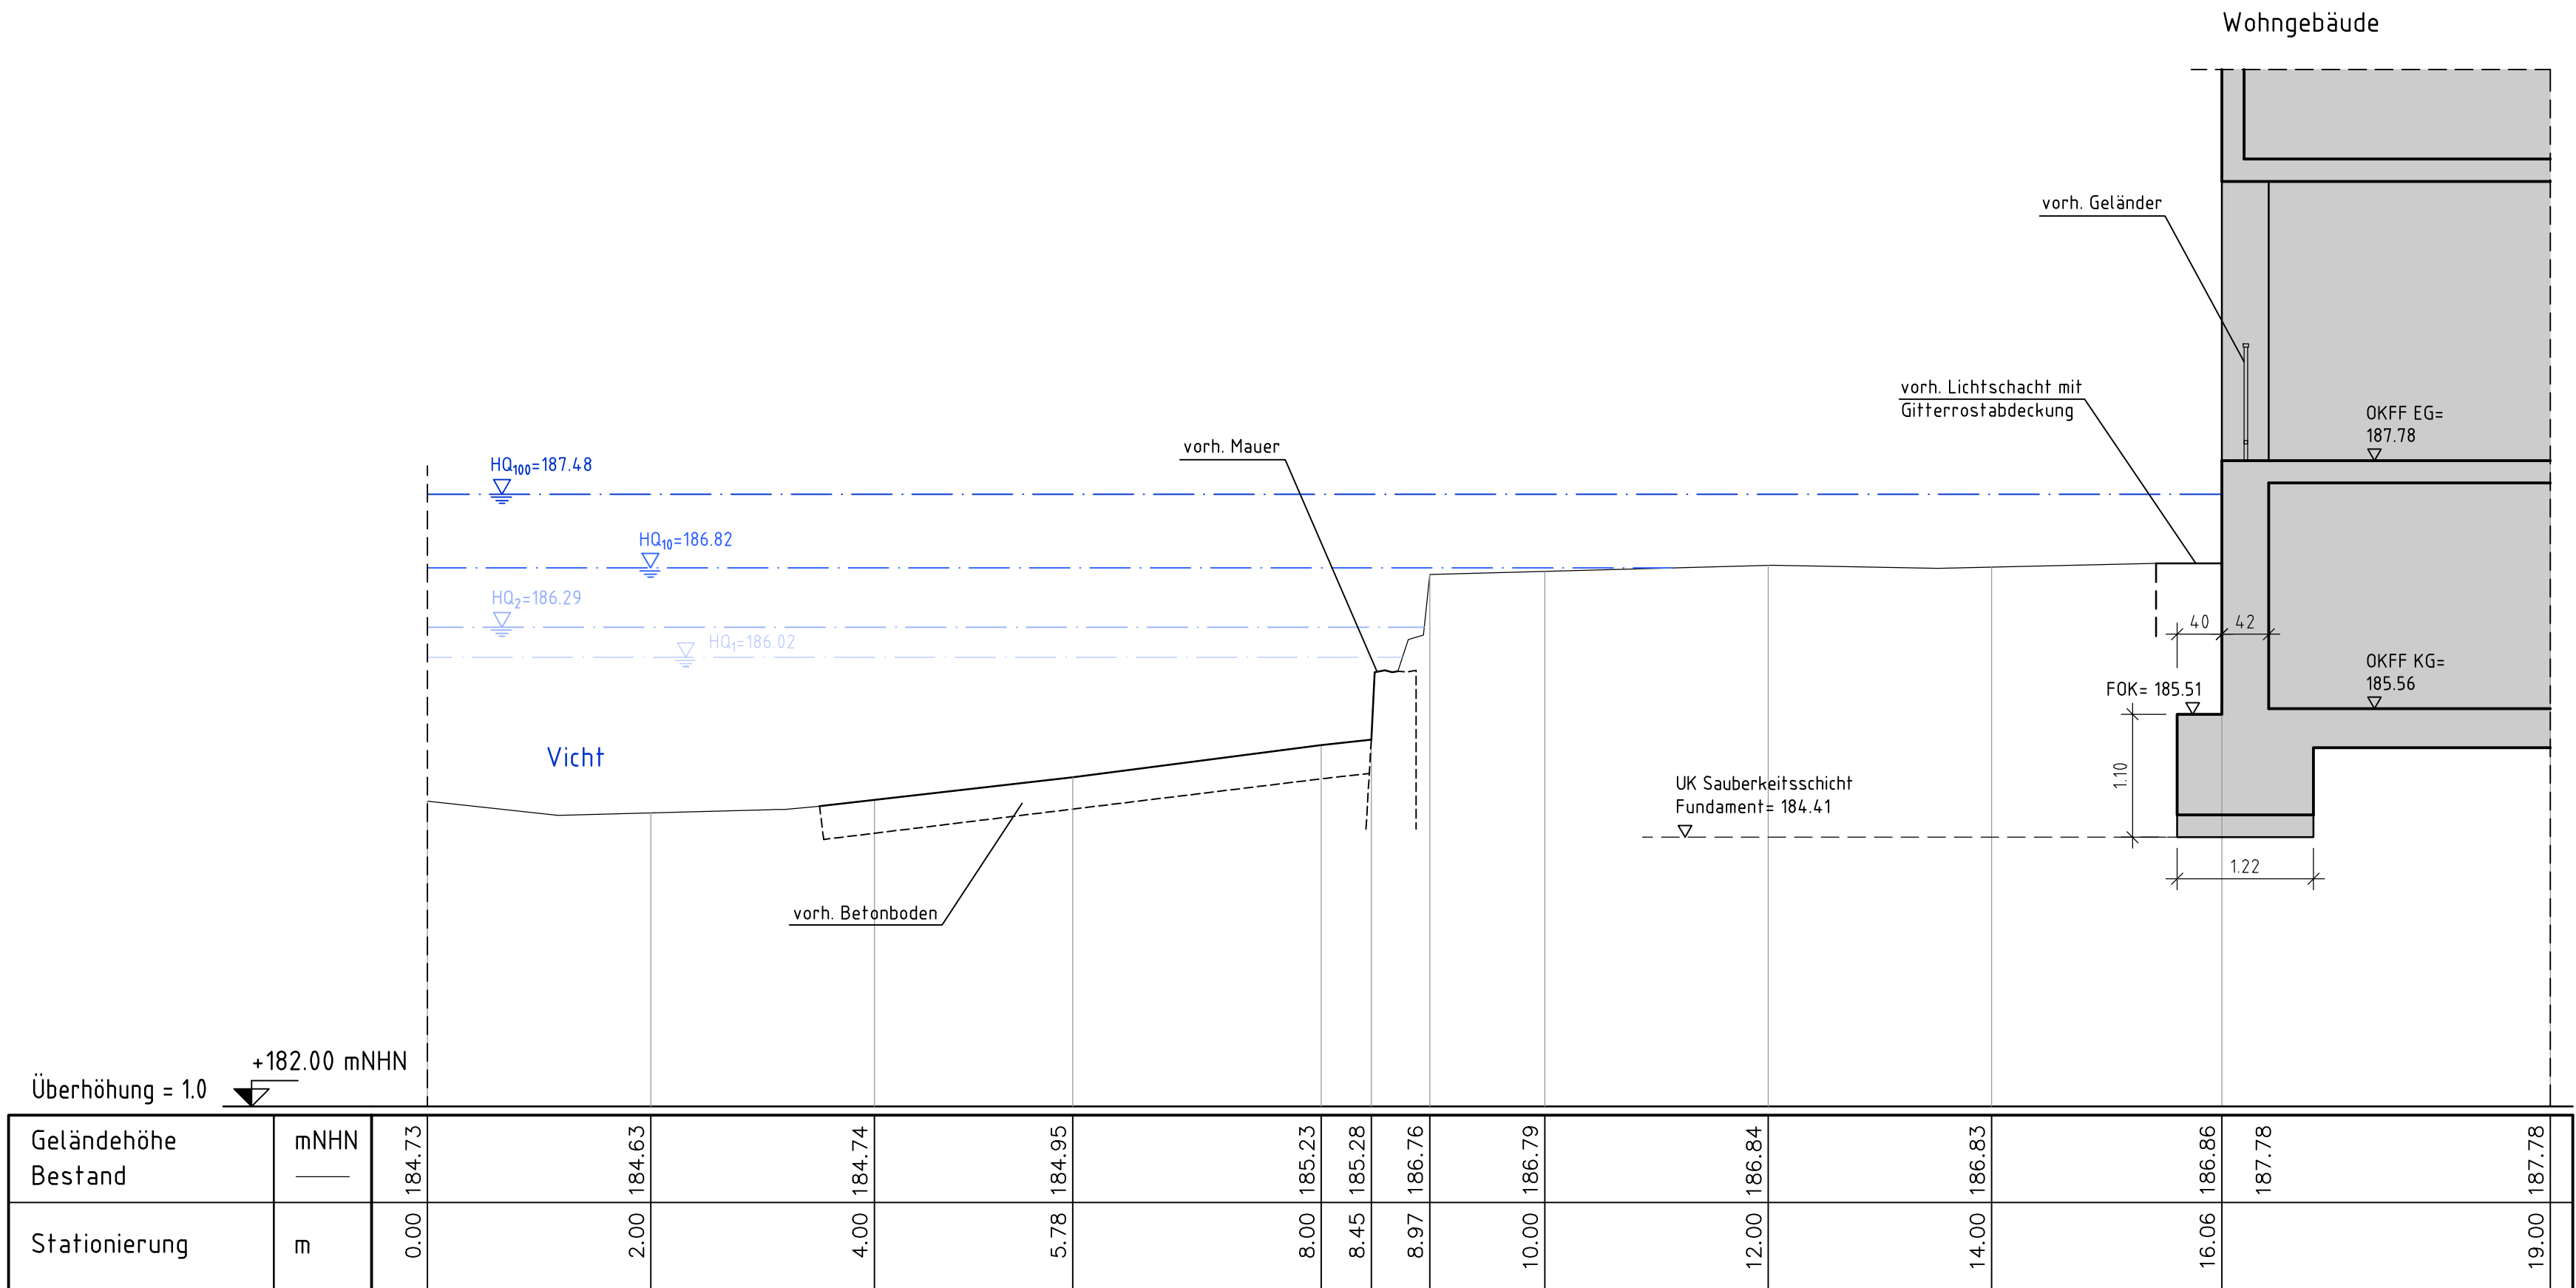 Wohngebäude
vorh. Geländer
vorh. Lichtschacht mit
Gitterrostabdeckung
OKFF EG=
187.78
vorh. Mauer
HQ₁₀₀=187.48
HQ₁₀=186.82
HQ₂=186.29
HQ₁=186.02
40
42
OKFF KG=
185.56
FOK= 185.51
Vicht
1.10
UK Sauberkeitsschicht
Fundament= 184.41
1.22
vorh. Betonboden
+182.00 mNHN
Überhöhung = 1.0
Geländehöhe
Bestand
mNHN
184.73
184.63
184.74
184.95
185.23
185.28
186.76
186.79
186.84
186.83
186.86
187.78
187.78
Stationierung
m
0.00
2.00
4.00
5.78
8.00
8.45
8.97
10.00
12.00
14.00
16.06
19.00